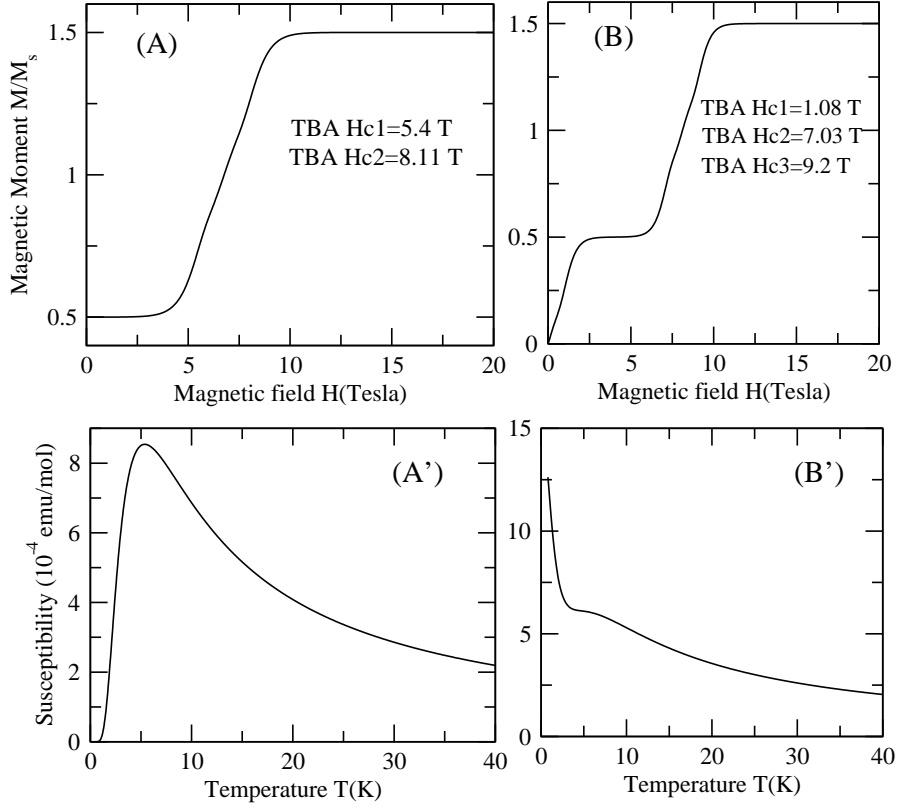 (A)
1.5
1
0.5
Magnetic Moment M/M_s
TBA Hc1=5.4 T
TBA Hc2=8.11 T
0 5 10 15 20
Magnetic field H(Tesla)
(B)
1.5
1
0.5
0
TBA Hc1=1.08 T
TBA Hc2=7.03 T
TBA Hc3=9.2 T
0 5 10 15 20
Magnetic field H(Tesla)
(A')
8
6
4
2
0
Susceptibility (10^-4 emu/mol)
0 10 20 30 40
Temperature T(K)
(B')
15
10
5
0
0 10 20 30 40
Temperature T(K)